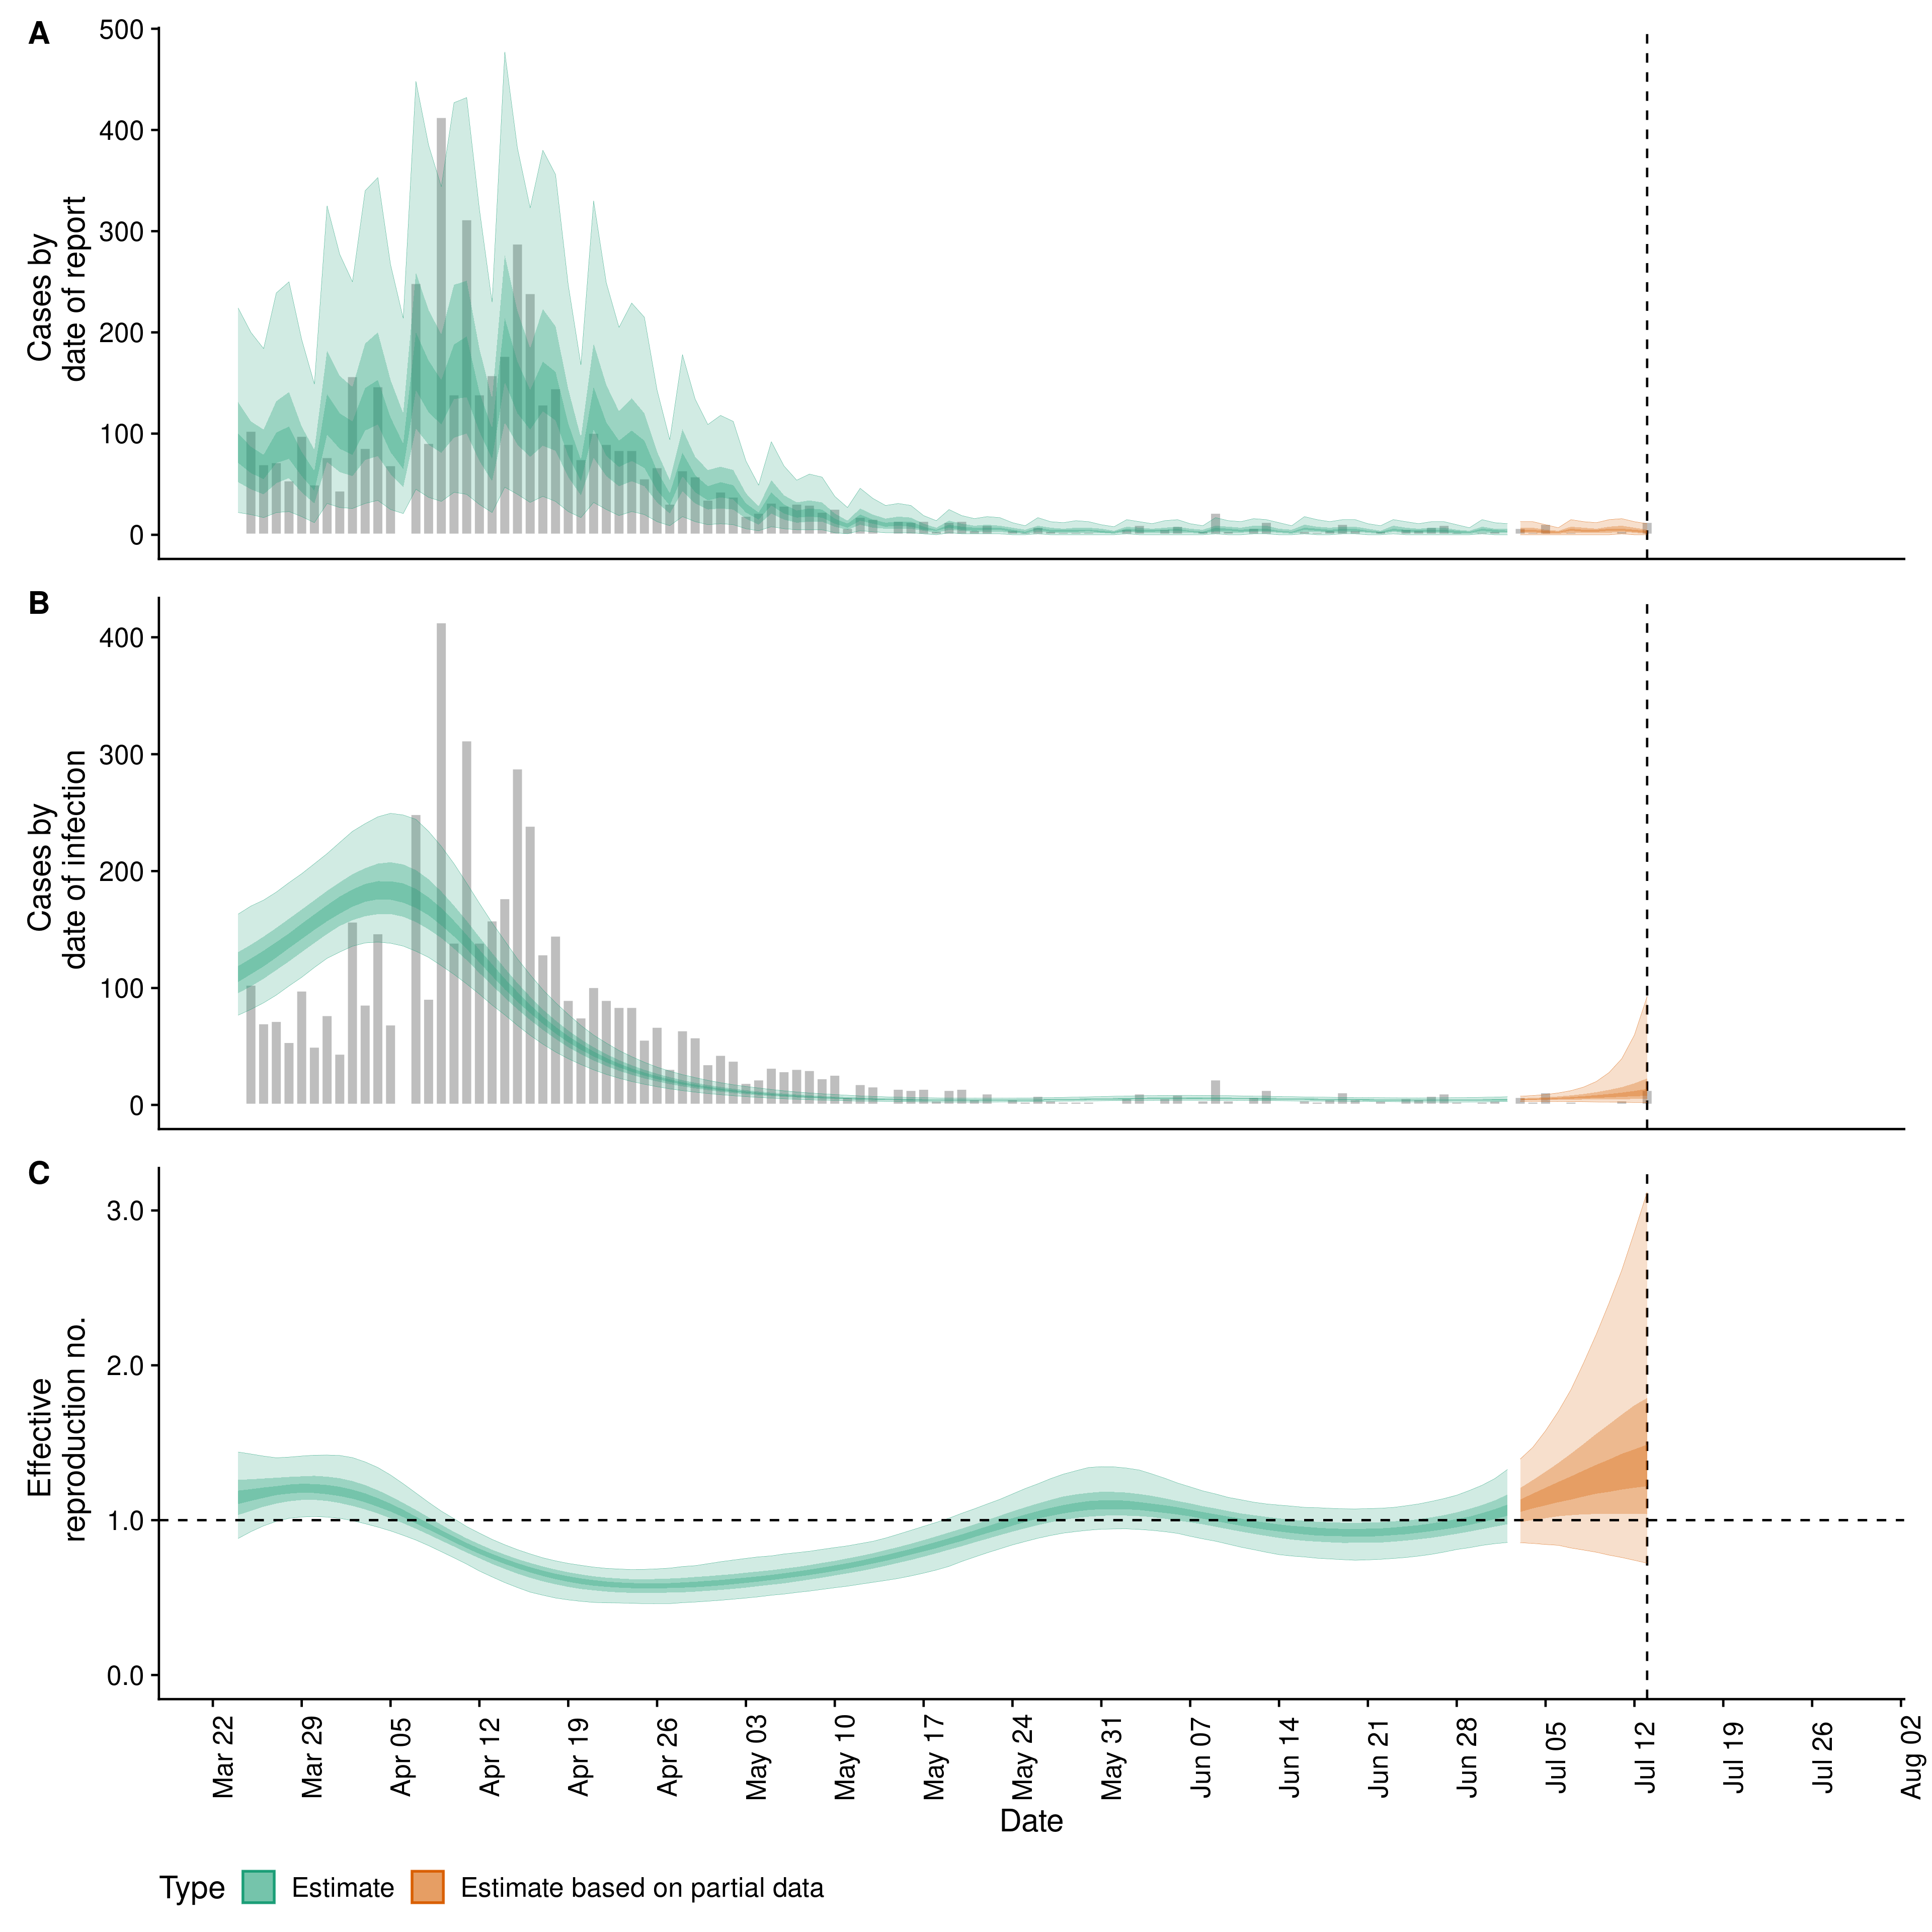 A
500
400
300
200
100
0
Cases by
date of report
B
400
300
200
100
0
Cases by
date of infection
C
3.0
2.0
1.0
0.0
Effective
reproduction no.
Mar 22
Mar 29
Apr 05
Apr 12
Apr 19
Apr 26
May 03
May 10
May 17
May 24
May 31
Jun 07
Jun 14
Jun 21
Jun 28
Jul 05
Jul 12
Jul 19
Jul 26
Aug 02
Date
Type Estimate Estimate based on partial data